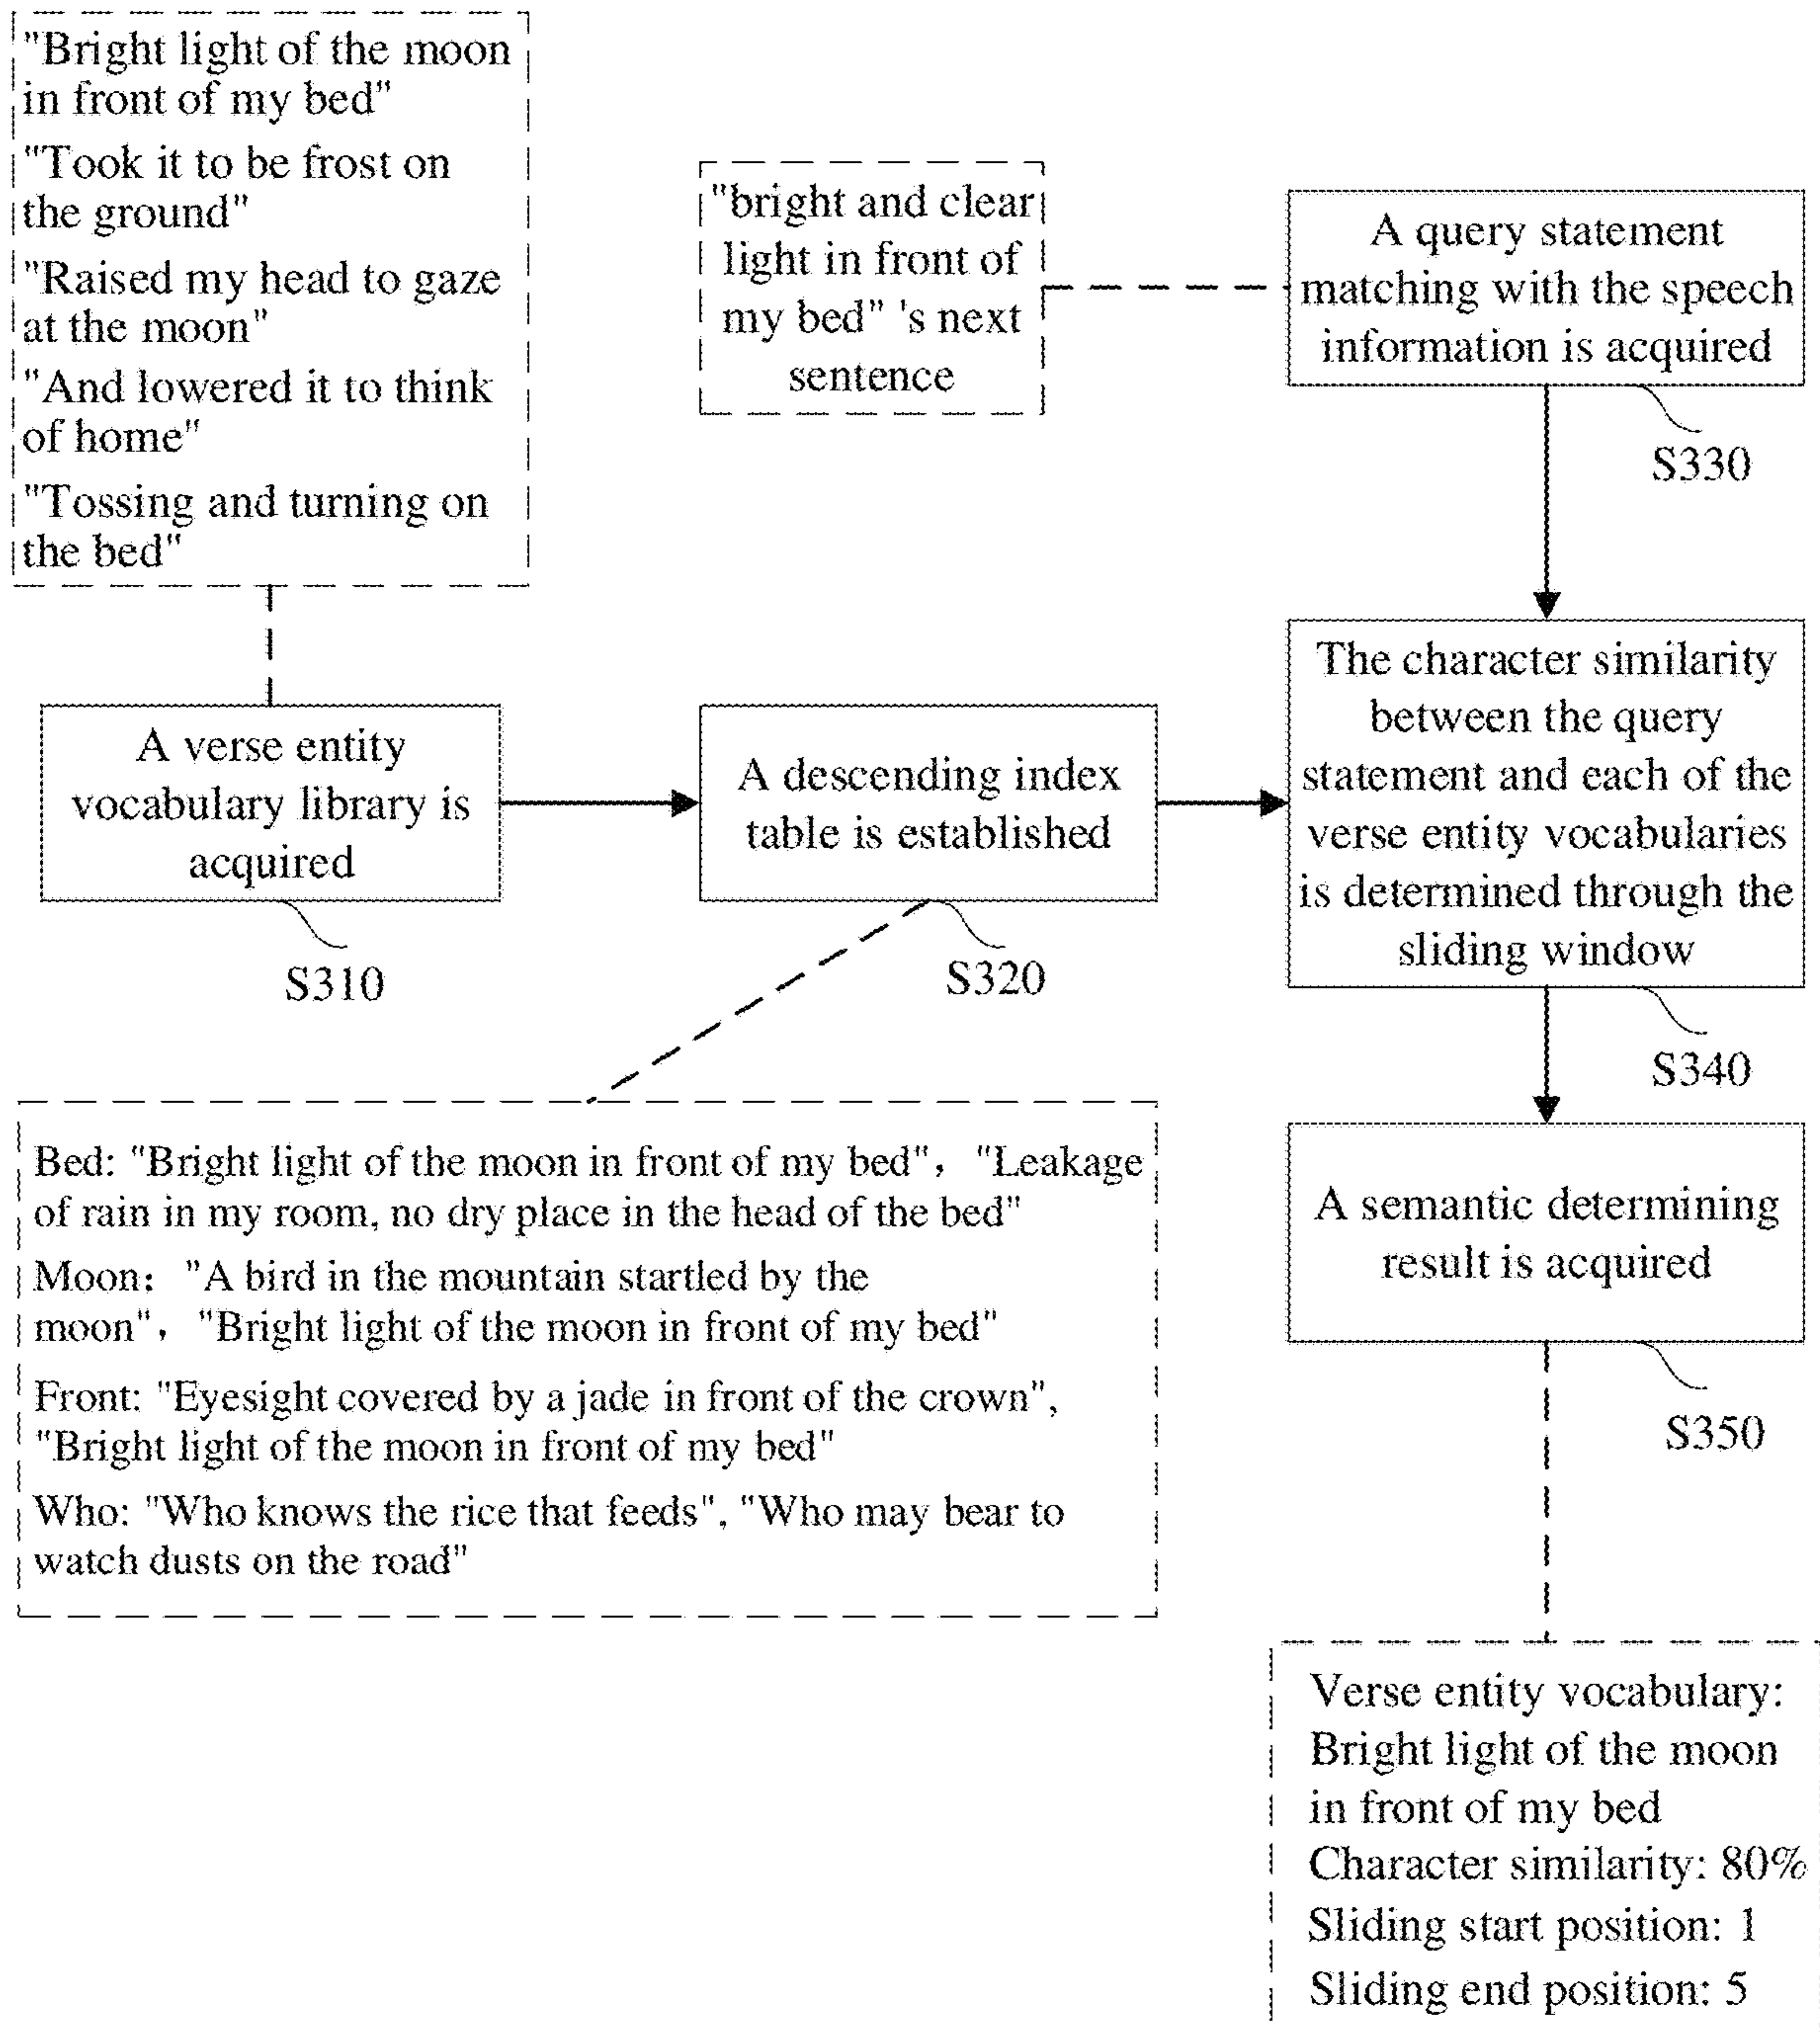 "Bright light of the moon
in front of my bed"
"Took it to be frost on
the ground"
"Raised my head to gaze
at the moon"
"And lowered it to think
of home"
"Tossing and turning on
the bed"
"bright and clear
light in front of
my bed" 's next
sentence
A query statement
matching with the speech
information is acquired
S330
A verse entity
vocabulary library is
acquired
S310
A descending index
table is established
S320
The character similarity
between the query
statement and each of the
verse entity vocabularies
is determined through the
sliding window
S340
Bed: "Bright light of the moon in front of my bed", "Leakage
of rain in my room, no dry place in the head of the bed"
Moon: "A bird in the mountain startled by the
moon", "Bright light of the moon in front of my bed"
Front: "Eyesight covered by a jade in front of the crown",
"Bright light of the moon in front of my bed"
Who: "Who knows the rice that feeds", "Who may bear to
watch dusts on the road"
A semantic determining
result is acquired
S350
Verse entity vocabulary:
Bright light of the moon
in front of my bed
Character similarity: 80%
Sliding start position: 1
Sliding end position: 5